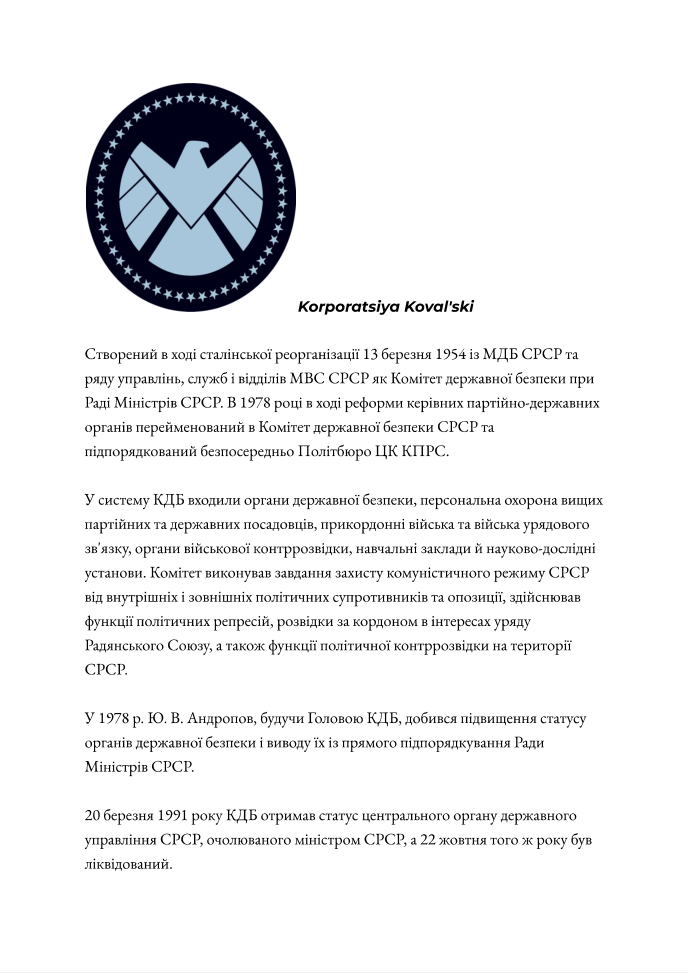 Korporatsiya Koval'ski
Створений в ході сталінської реорганізації 13 березня 1954 із МДБ СРСР та
ряду управлінь, служб і відділів МВС СРСР як Комітет державної безпеки при
Раді Міністрів СРСР. В 1978 році в ході реформи керівних партійно-державних
органів перейменований в Комітет державної безпеки СРСР та
підпорядкований безпосередньо Політбюро ЦК КПРС.
У систему КДБ входили органи державної безпеки, персональна охорона вищих
партійних та державних посадовців, прикордонні війська та війська урядового
зв'язку, органи військової контррозвідки, навчальні заклади й науково-дослідні
установи. Комітет виконував завдання захисту комуністичного режиму СРСР
від внутрішніх і зовнішніх політичних супротивників та опозиції, здійснював
функції політичних репресій, розвідки за кордоном в інтересах уряду
Радянського Союзу, а також функції політичної контррозвідки на території
СРСР.
У 1978 р. Ю. В. Андропов, будучи Головою КДБ, добився підвищення статусу
органів державної безпеки і виводу їх із прямого підпорядкування Ради
Міністрів СРСР.
20 березня 1991 року КДБ отримав статус центрального органу державного
управління СРСР, очолюваного міністром СРСР, а 22 жовтня того ж року був
ліквідований.